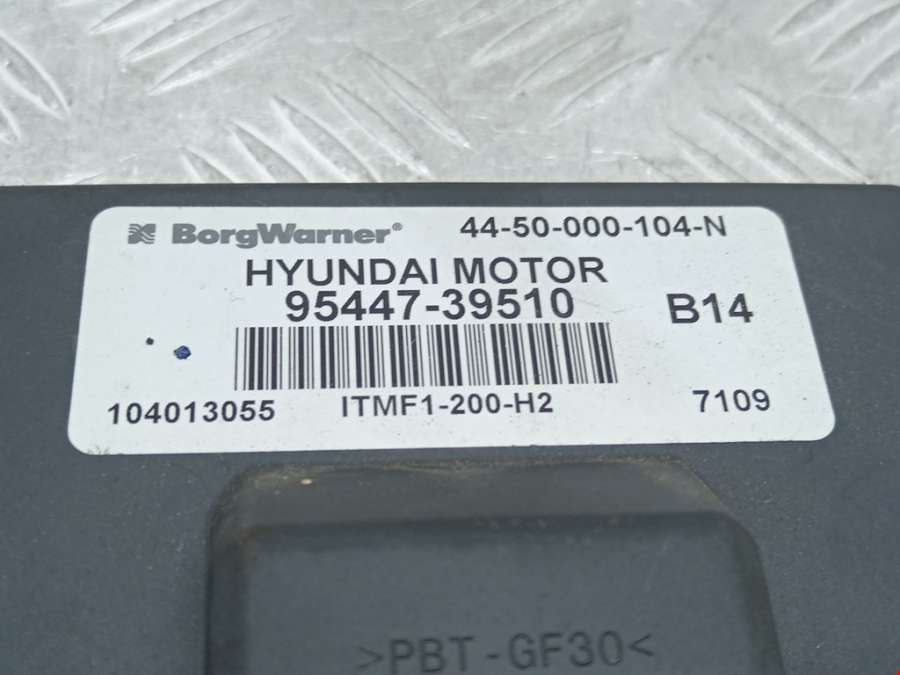 BorgWarner® 44-50-000-104-N
HYUNDAI MOTOR
95447-39510 B14
104013055 ITMF1-200-H2 7109
>PBT-GF30<